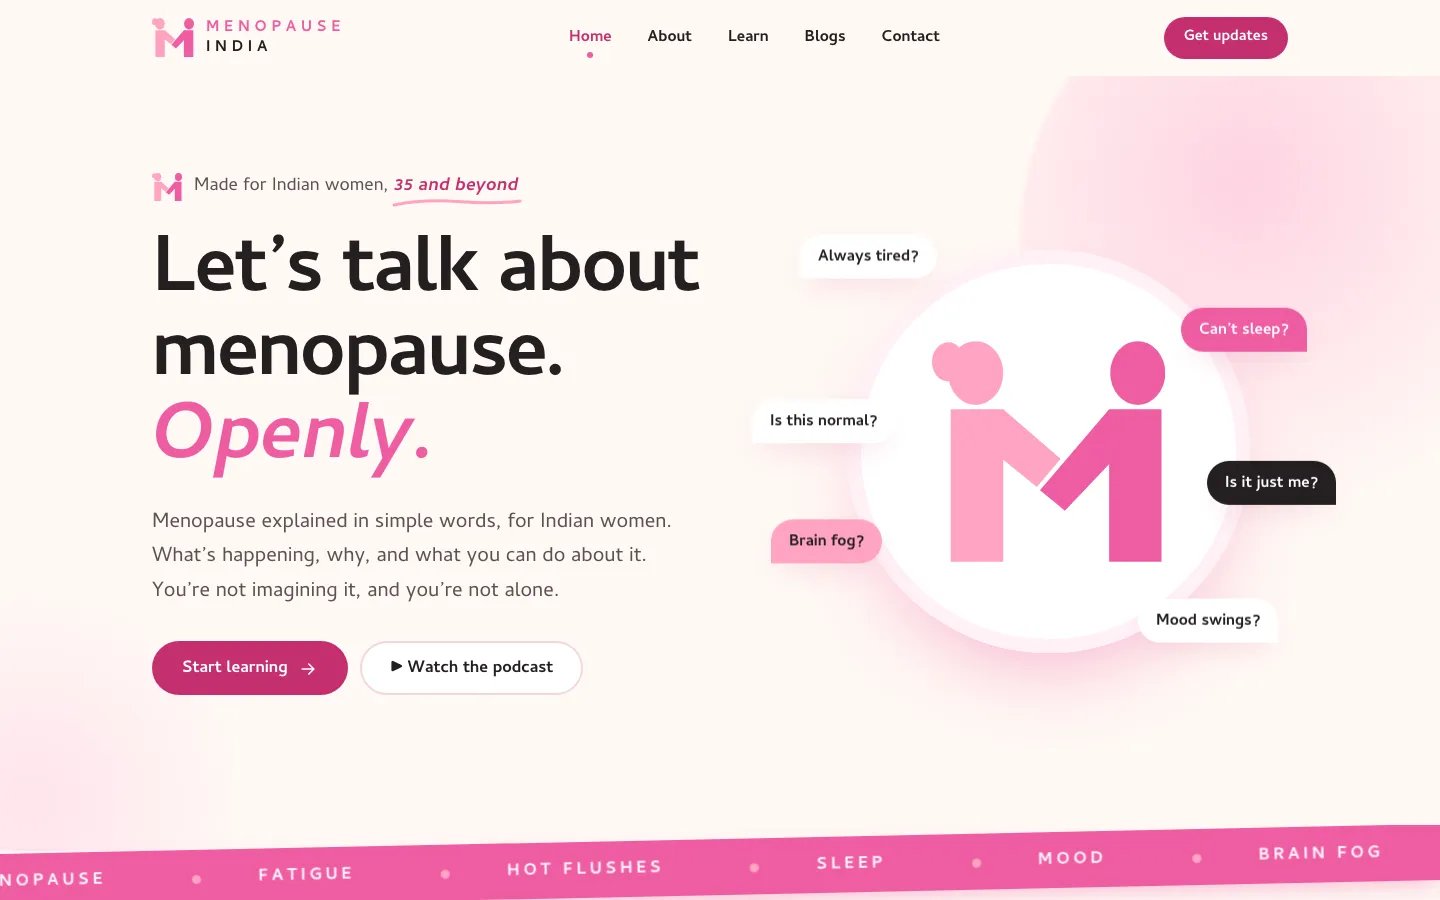 MENOPAUSE
INDIA
Home
About
Learn
Blogs
Contact
Get updates
Made for Indian women, 35 and beyond
Let’s talk about
menopause.
Openly.
Menopause explained in simple words, for Indian women.
What’s happening, why, and what you can do about it.
You’re not imagining it, and you’re not alone.
Start learning →
Watch the podcast
Always tired?
Can’t sleep?
Is this normal?
Is it just me?
Brain fog?
Mood swings?
NOPAUSE • FATIGUE • HOT FLUSHES • SLEEP • MOOD • BRAIN FOG